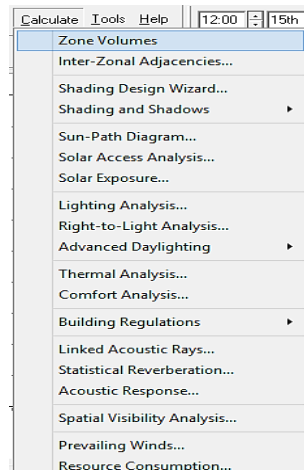 Calculate Tools Help 12:00 15th
Zone Volumes
Inter-Zonal Adjacencies...
Shading Design Wizard...
Shading and Shadows
Sun-Path Diagram...
Solar Access Analysis...
Solar Exposure...
Lighting Analysis...
Right-to-Light Analysis...
Advanced Daylighting
Thermal Analysis...
Comfort Analysis...
Building Regulations
Linked Acoustic Rays...
Statistical Reverberation...
Acoustic Response...
Spatial Visibility Analysis...
Prevailing Winds...
Resource Consumption...